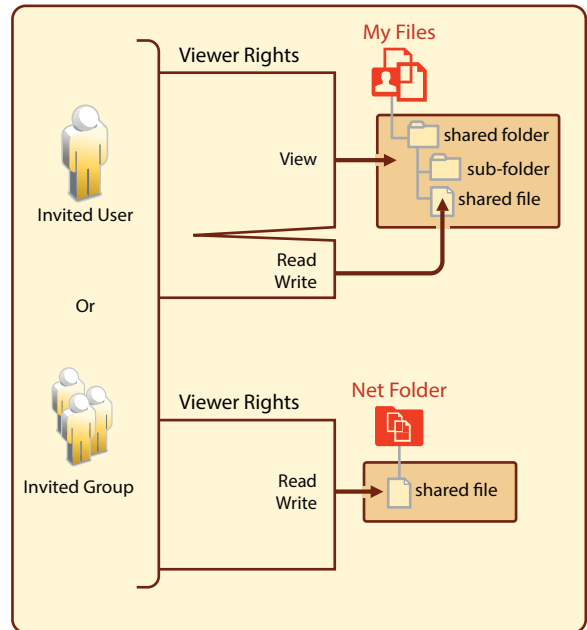 My Files
Viewer Rights
shared folder
View
sub-folder
shared file
Invited User
Read
Write
Or
Net Folder
Viewer Rights
Read
Write
shared file
Invited Group